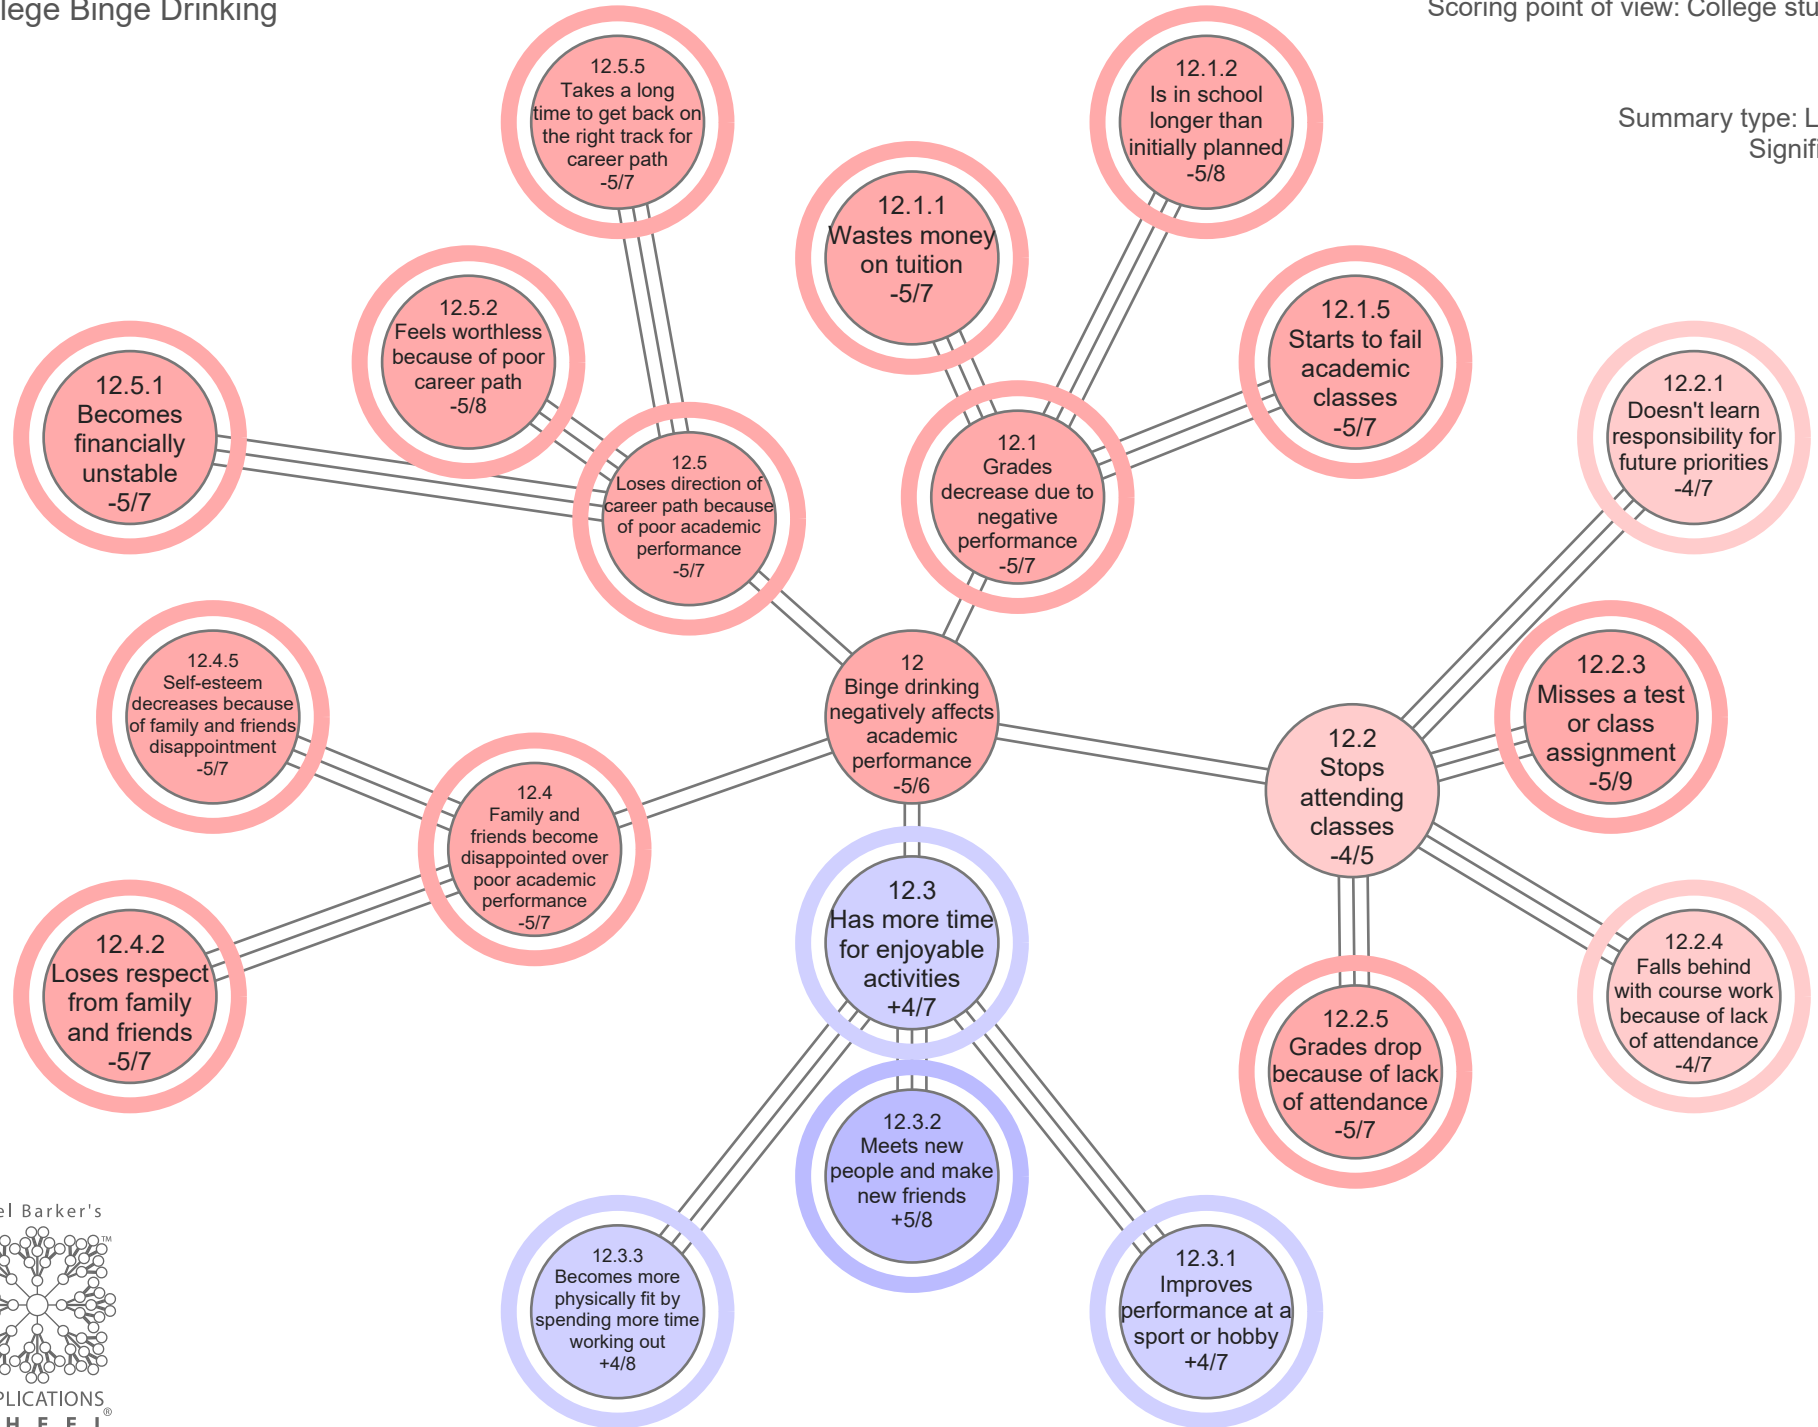 lege Binge Drinking
Scoring point of view: College stu
Summary type: L
Signifi
12.5.5
Takes a long
time to get back on
the right track for
career path
-5/7
12.1.2
Is in school
longer than
initially planned
-5/8
12.1.1
Wastes money
on tuition
-5/7
12.5.2
Feels worthless
because of poor
career path
-5/8
12.1.5
Starts to fail
academic
classes
-5/7
12.5.1
Becomes
financially
unstable
-5/7
12.2.1
Doesn't learn
responsibility for
future priorities
-4/7
12.5
Loses direction of
career path because
of poor academic
performance
-5/7
12.1
Grades
decrease due to
negative
performance
-5/7
12.4.5
Self-esteem
decreases because
of family and friends
disappointment
-5/7
12
Binge drinking
negatively affects
academic
performance
-5/6
12.2.3
Misses a test
or class
assignment
-5/9
12.2
Stops
attending
classes
-4/5
12.4
Family and
friends become
disappointed over
poor academic
performance
-5/7
12.3
Has more time
for enjoyable
activities
+4/7
12.4.2
Loses respect
from family
and friends
-5/7
12.2.4
Falls behind
with course work
because of lack
of attendance
-4/7
12.2.5
Grades drop
because of lack
of attendance
-5/7
12.3.2
Meets new
people and make
new friends
+5/8
12.3.3
Becomes more
physically fit by
spending more time
working out
+4/8
12.3.1
Improves
performance at a
sport or hobby
+4/7
el Barker's
™
PLICATIONS
H E E L ®